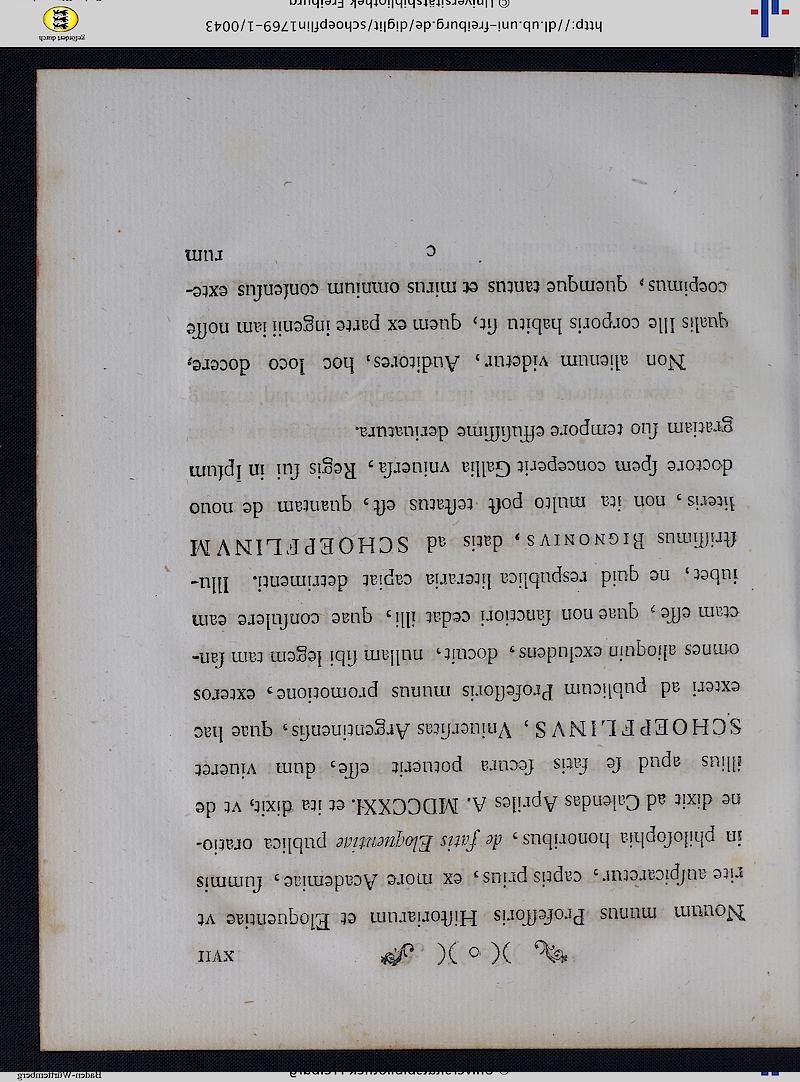 XVII
Nouum munus Professoris Historiarum et Eloquentiae vt
rite auspicaretur, captis prius, ex more Academiae, summis
in philosophia honoribus, de fatis Eloquentiae publica oratio-
ne dixit ad Calendas Apriles A. MDCCXXI. et ita dixit, vt de
illius apud se fatis secura potuerit esse, dum viueret
SCHOEPFLINVS, Vniuersitas Argentinensis, quae hac
exteri ad publicum Professoris munus promotione, exteros
omnes alioquin excludens, docuit, nullam sibi legem tam san-
ctam esse, quae non sanctiori cedat illi, quae consulere eam
iubet, ne quid respublica literaria capiat detrimenti. Illu-
strissimus BIGNONIVS, datis ad SCHOEPFLINVM
literis, non ita multo post testatus est, quantam de nouo
doctore spem conceperit Gallia vniuersa, Regis sui in Ipsum
gratiam suo tempore effusissime deriuatura.
Non alienum videtur, Auditores, hoc loco docere,
qualis Ille corporis habitu sit, quem ex parte ingenii iam nosse
coepimus, quemque tantus et mirus omnium consensus exte-
c rum
http://dl.ub.uni-freiburg.de/diglit/schoepflin1769-1/0043
© Universitätsbibliothek Freiburg
gefördert durch
Baden-Württemberg